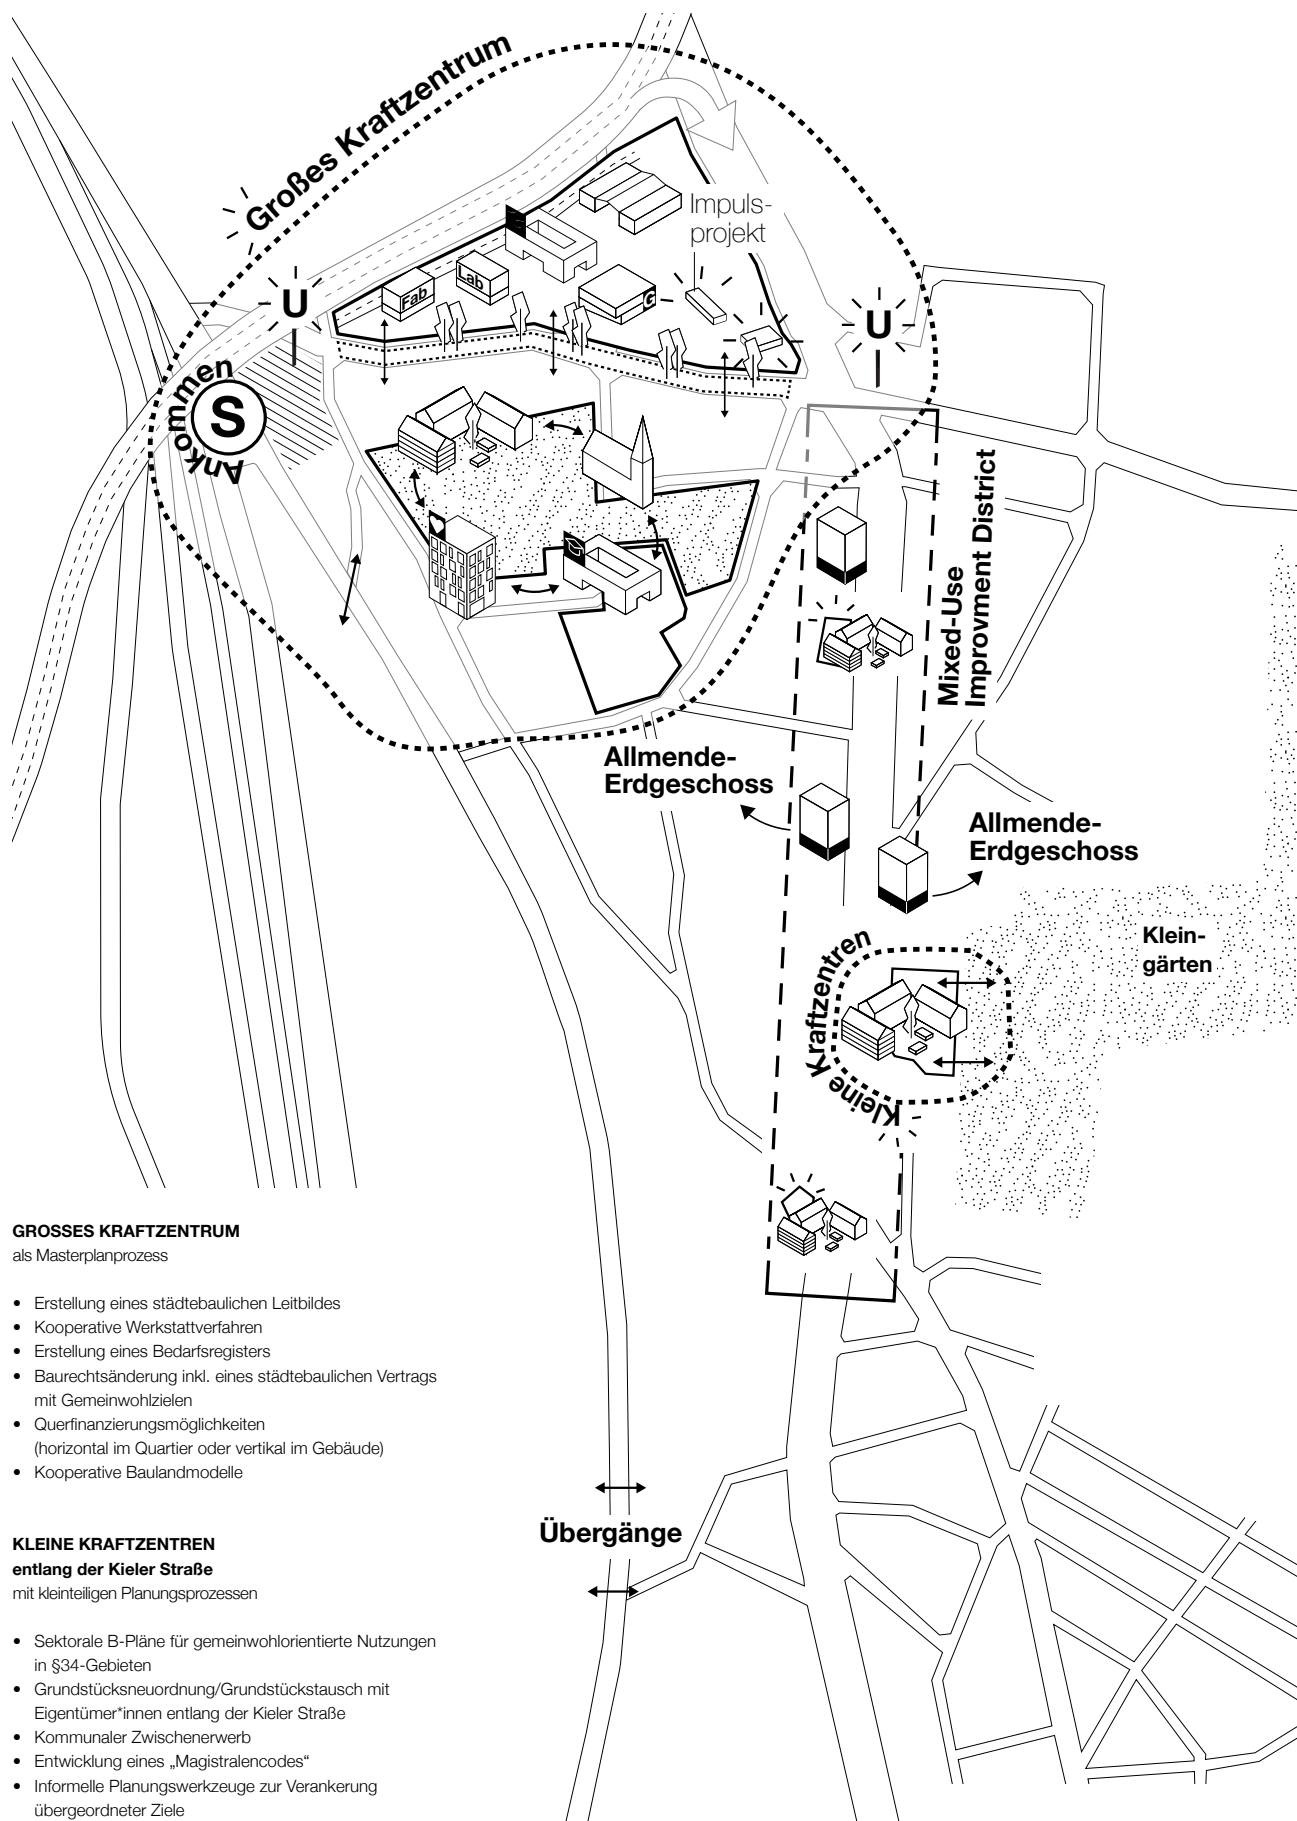 Großes Kraftzentrum
Impuls-
projekt
Lab
Fab
G
U
U
Ankommen
S
Mixed-Use
Improvment District
Allmende-
Erdgeschoss
Allmende-
Erdgeschoss
Klein-
gärten
Kleine Kraftzentren
GROSSES KRAFTZENTRUM
als Masterplanprozess
• Erstellung eines städtebaulichen Leitbildes
• Kooperative Werkstattverfahren
• Erstellung eines Bedarfsregisters
• Baurechtsänderung inkl. eines städtebaulichen Vertrags
mit Gemeinwohlzielen
• Querfinanzierungsmöglichkeiten
(horizontal im Quartier oder vertikal im Gebäude)
• Kooperative Baulandmodelle
Übergänge
KLEINE KRAFTZENTREN
entlang der Kieler Straße
mit kleinteiligen Planungsprozessen
• Sektorale B-Pläne für gemeinwohlorientierte Nutzungen
in §34-Gebieten
• Grundstücksneuordnung/Grundstückstausch mit
Eigentümer*innen entlang der Kieler Straße
• Kommunaler Zwischenerwerb
• Entwicklung eines „Magistralencodes“
• Informelle Planungswerkzeuge zur Verankerung
übergeordneter Ziele